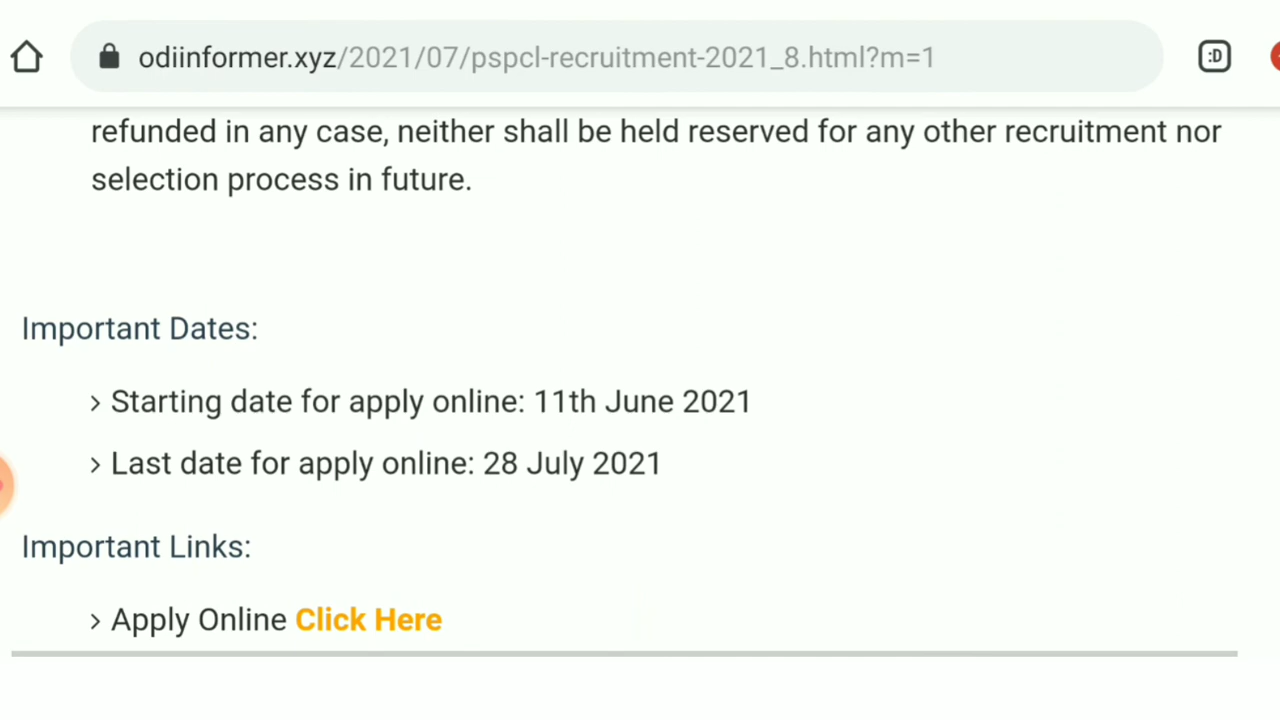 odiinformer.xyz/2021/07/pspcl-recruitment-2021_8.html?m=1
:D
refunded in any case, neither shall be held reserved for any other recruitment nor
selection process in future.
Important Dates:
> Starting date for apply online: 11th June 2021
> Last date for apply online: 28 July 2021
Important Links:
> Apply Online Click Here